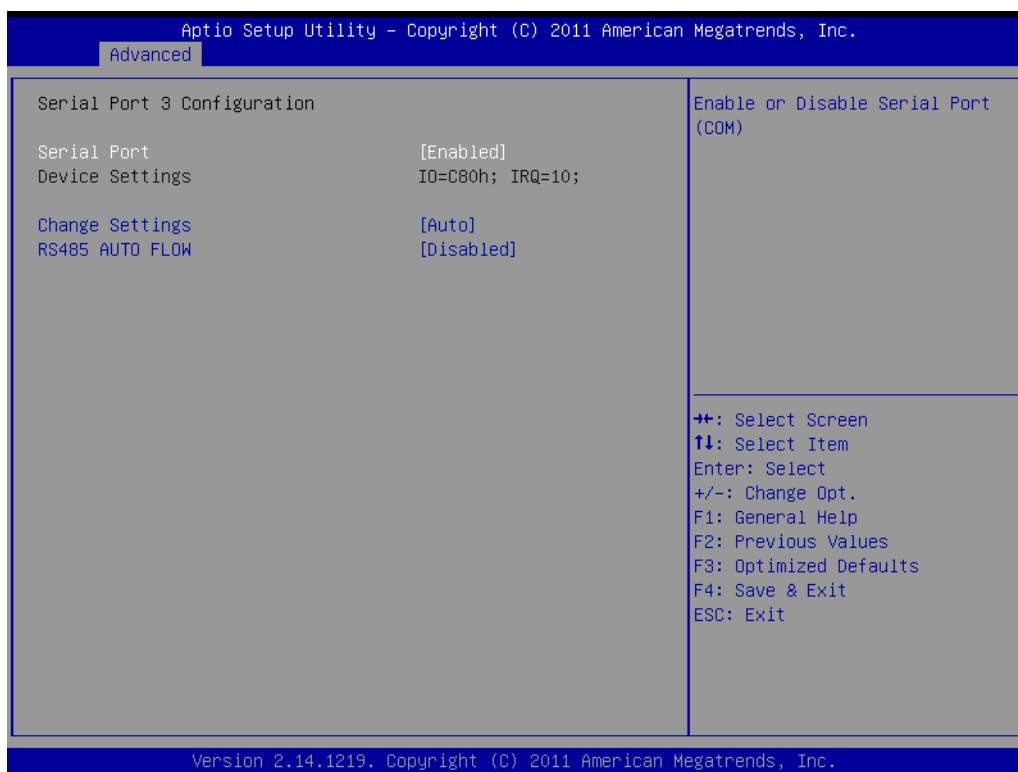 Aptio Setup Utility – Copyright (C) 2011 American Megatrends, Inc.
Advanced
Serial Port 3 Configuration
Serial Port [Enabled]
Device Settings IO=C80h; IRQ=10;
Change Settings [Auto]
RS485 AUTO FLOW [Disabled]
Enable or Disable Serial Port
(COM)
→←: Select Screen
↑↓: Select Item
Enter: Select
+/-: Change Opt.
F1: General Help
F2: Previous Values
F3: Optimized Defaults
F4: Save & Exit
ESC: Exit
Version 2.14.1219. Copyright (C) 2011 American Megatrends, Inc.